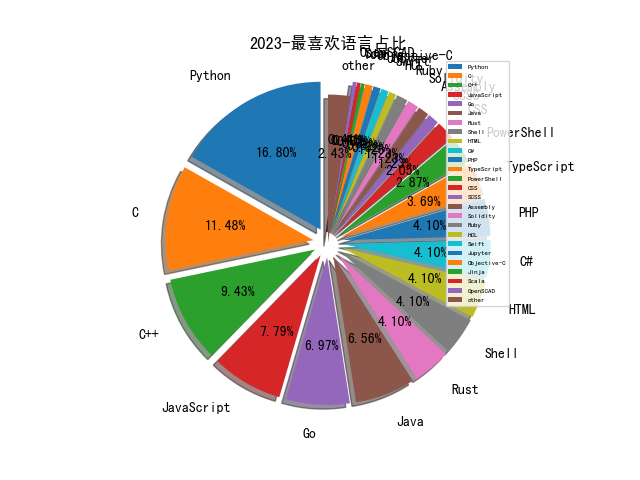 2023-最喜欢语言占比
Python
C
C++
JavaScript
Go
Java
Rust
Shell
HTML
C#
PHP
TypeScript
PowerShell
Ruby
other
16.80%
11.48%
9.43%
7.79%
6.97%
6.56%
4.10%
4.10%
4.10%
4.10%
4.10%
3.69%
2.87%
2.05%
2.43%
Python
C
C++
JavaScript
Go
Java
Rust
Shell
HTML
C#
PHP
TypeScript
PowerShell
CSS
SCSS
Assembly
Solidity
Ruby
HCL
Swift
Jupyter
Objective-C
Jinja
Scala
OpenSCAD
other